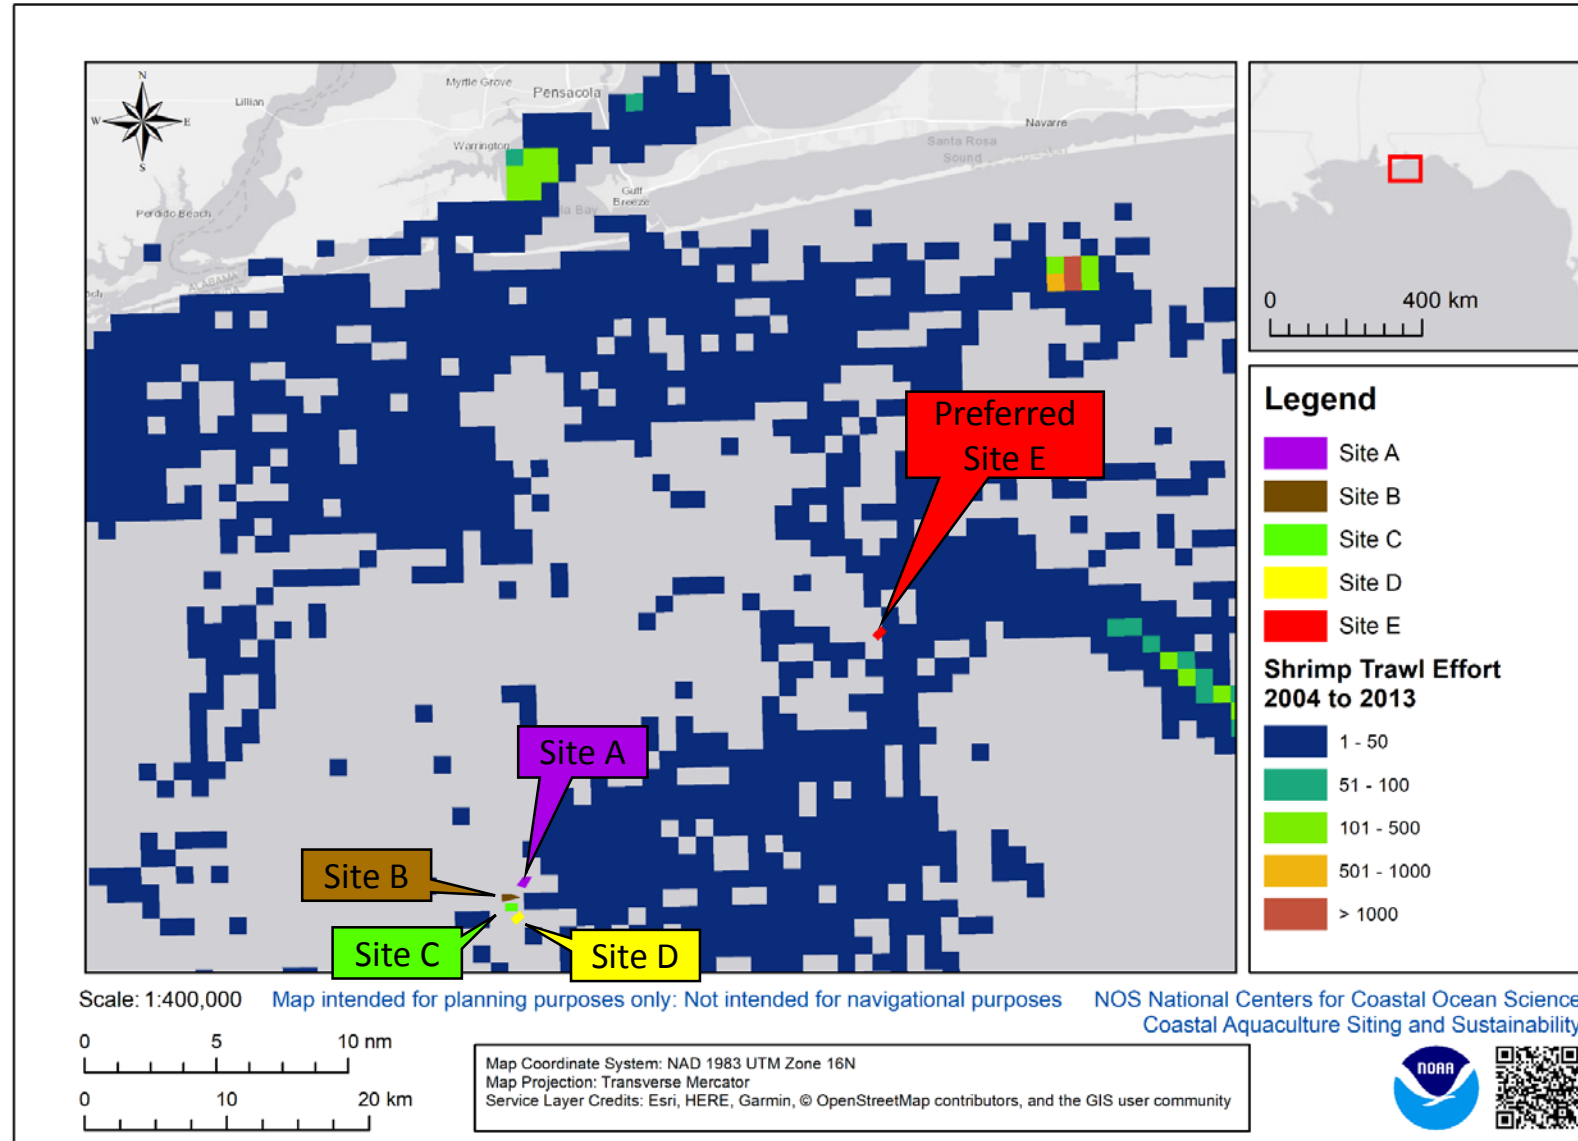 N
W
E
S
Lillian
Myrtle Grove
Pensacola
Warrington
Navarre
Santa Rosa
Sound
Gulf
Breeze
Perdido Beach
la Bay
ALABAMA
Preferred
Site E
Site A
Site B
Site C
Site D
0 400 km
Legend
Site A
Site B
Site C
Site D
Site E
Shrimp Trawl Effort
2004 to 2013
1 - 50
51 - 100
101 - 500
501 - 1000
> 1000
Scale: 1:400,000 Map intended for planning purposes only: Not intended for navigational purposes
NOS National Centers for Coastal Ocean Science
Coastal Aquaculture Siting and Sustainability
0 5 10 nm
0 10 20 km
Map Coordinate System: NAD 1983 UTM Zone 16N
Map Projection: Transverse Mercator
Service Layer Credits: Esri, HERE, Garmin, © OpenStreetMap contributors, and the GIS user community
NOAA